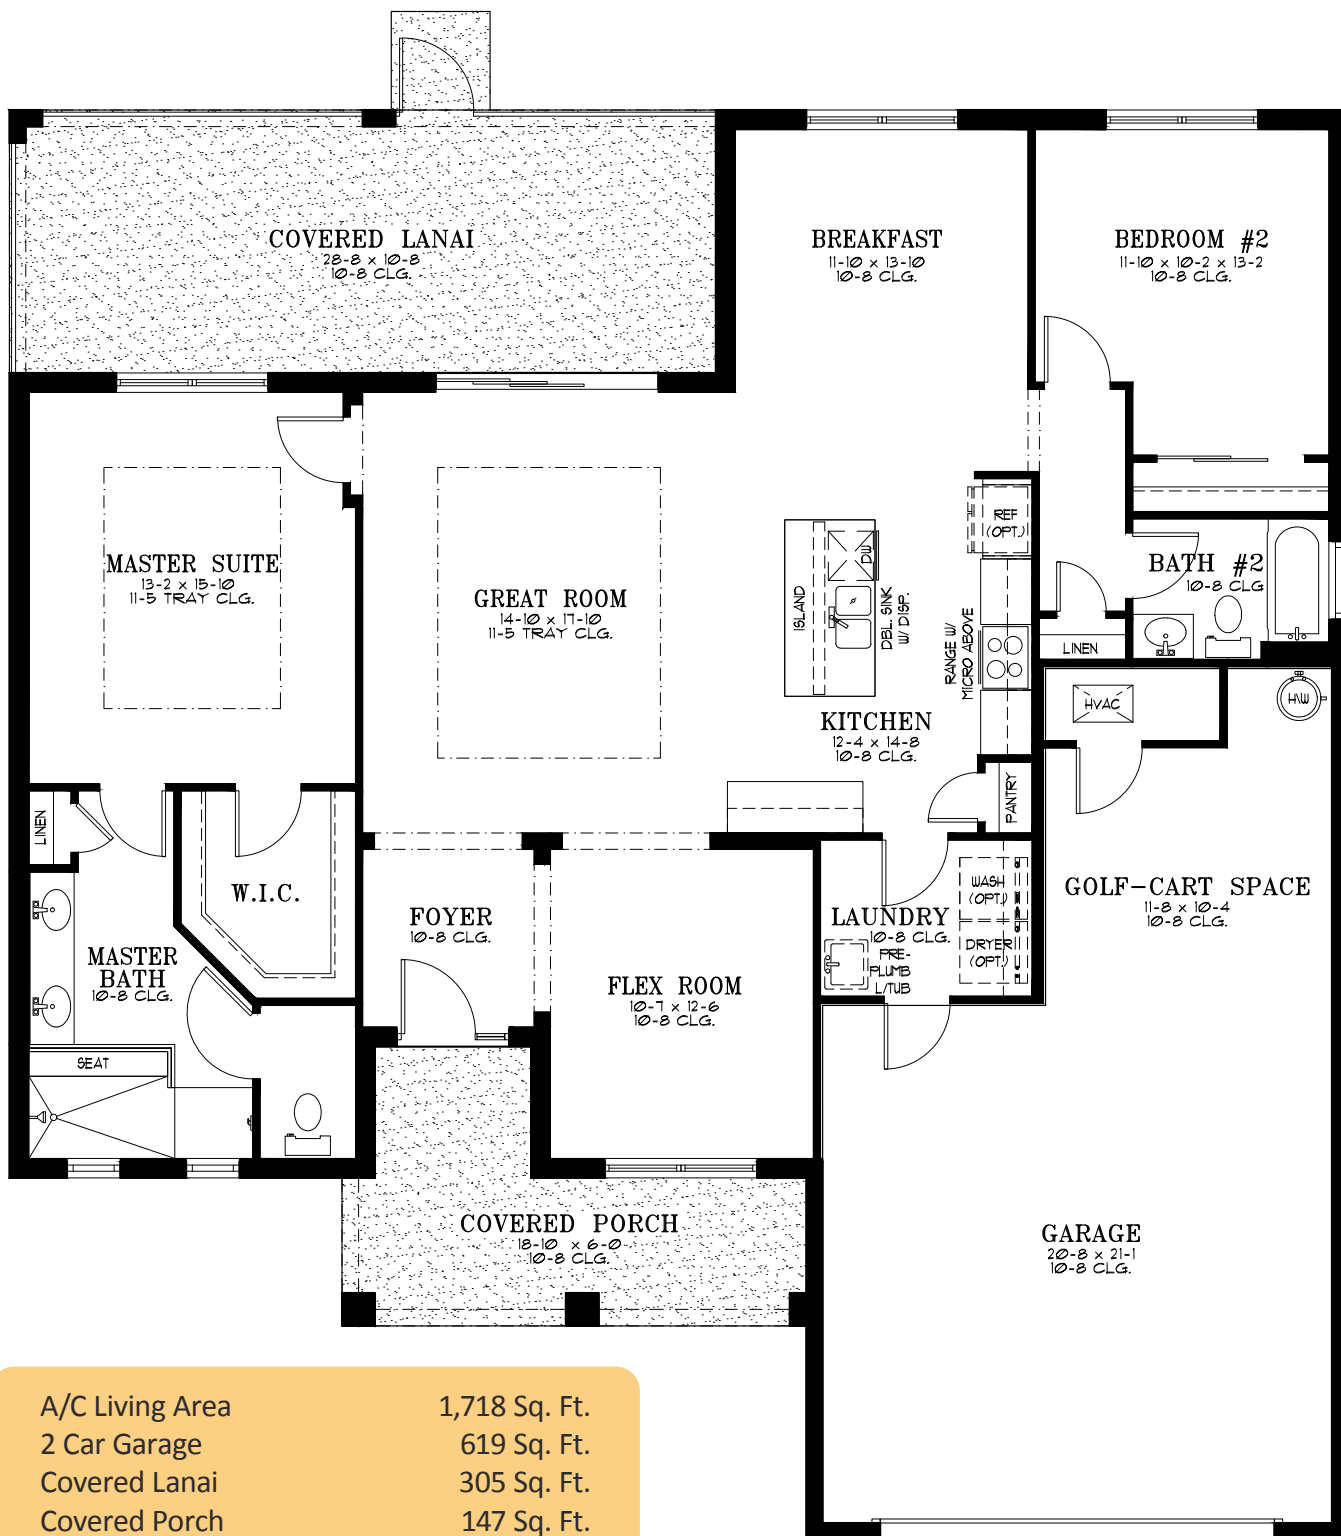 COVERED LANAI
28-8 x 10-8
10-8 CLG.
BREAKFAST
11-10 x 13-10
10-8 CLG.
BEDROOM #2
11-10 x 10-2 x 13-2
10-8 CLG.
MASTER SUITE
13-2 x 15-10
11-5 TRAY CLG.
GREAT ROOM
14-10 x 17-10
11-5 TRAY CLG.
ISLAND
DW
DBL. SINK
W/ DISP.
REF
(OPT.)
RANGE W/
MICRO ABOVE
KITCHEN
12-4 x 14-8
10-8 CLG.
BATH #2
10-8 CLG
LINEN
HVAC
H/W
PANTRY
LINEN
W.I.C.
MASTER
BATH
10-8 CLG.
SEAT
FOYER
10-8 CLG.
FLEX ROOM
10-7 x 12-6
10-8 CLG.
LAUNDRY
10-8 CLG.
PRE-
PLUMB
L/TUB
WASH
(OPT.)
DRYER
(OPT.)
GOLF-CART SPACE
11-8 x 10-4
10-8 CLG.
COVERED PORCH
18-10 x 6-0
10-8 CLG.
GARAGE
20-8 x 21-1
10-8 CLG.
A/C Living Area 1,718 Sq. Ft.
2 Car Garage 619 Sq. Ft.
Covered Lanai 305 Sq. Ft.
Covered Porch 147 Sq. Ft.